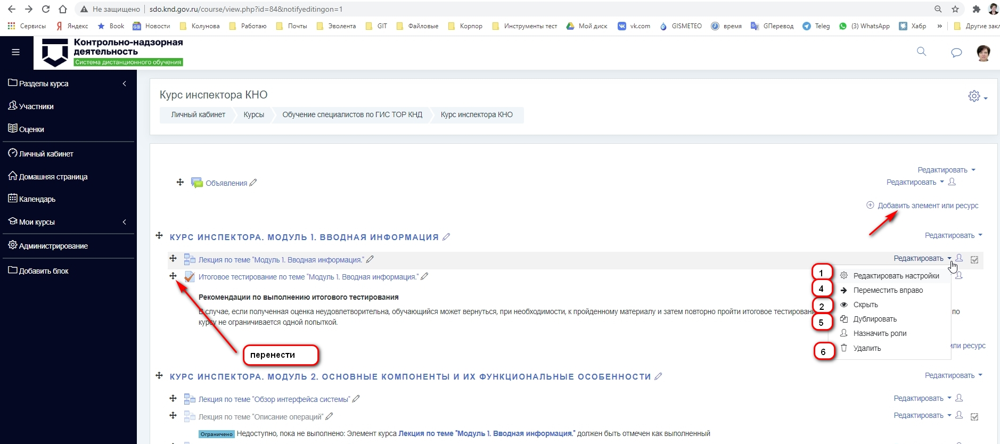 Не защищено sdo.knd.gov.ru/course/view.php?id=84&notifyeditingon=1
Сервисы Яндекс Book Новости Колунова Работаю Почты Эволента GIT Файловые Корпор Инструменты тест Мой диск vk.com GISMETEO время GПеревод Teleg (3) WhatsApp Хабр » Другие закл
Контрольно-надзорная
деятельность
Система дистанционного обучения
Разделы курса
Участники
Оценки
Личный кабинет
Домашняя страница
Календарь
Мои курсы
Администрирование
Добавить блок
Курс инспектора КНО
Личный кабинет Курсы Обучение специалистов по ГИС ТОР КНД Курс инспектора КНО
Редактировать
Объявления Редактировать
Добавить элемент или ресурс
КУРС ИНСПЕКТОРА. МОДУЛЬ 1. ВВОДНАЯ ИНФОРМАЦИЯ Редактировать
Лекция по теме "Модуль 1. Вводная информация." Редактировать
Итоговое тестирование по теме "Модуль 1. Вводная информация."
1 Редактировать настройки
4 Переместить вправо
2 Скрыть
5 Дублировать
Назначить роли
6 Удалить
Рекомендации по выполнению итогового тестирования
В случае, если полученная оценка неудовлетворительна, обучающийся может вернуться, при необходимости, к пройденному материалу и затем повторно пройти итоговое тестировани по
курсу не ограничивается одной попыткой.
или ресурс
перенести
КУРС ИНСПЕКТОРА. МОДУЛЬ 2. ОСНОВНЫЕ КОМПОНЕНТЫ И ИХ ФУНКЦИОНАЛЬНЫЕ ОСОБЕННОСТИ Редактировать
Лекция по теме "Обзор интерфейса системы" Редактировать
Лекция по теме "Описание операций" Редактировать
Ограничено Недоступно, пока не выполнено: Элемент курса Лекция по теме "Модуль 1. Вводная информация." должен быть отмечен как выполненный